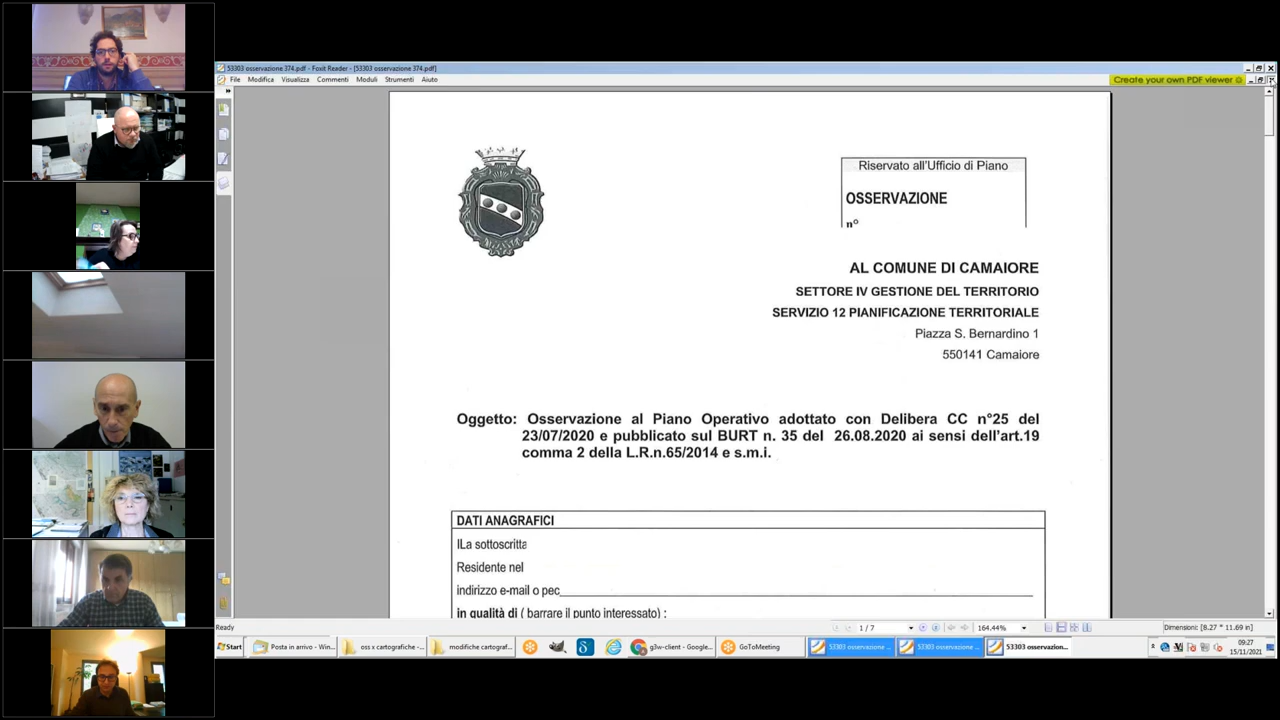 53303 osservazione 374.pdf - Foxit Reader - [53303 osservazione 374.pdf]
File Modifica Visualizza Commenti Moduli Strumenti Aiuto
Create your own PDF viewer
Riservato all'Ufficio di Piano
OSSERVAZIONE
n°
AL COMUNE DI CAMAIORE
SETTORE IV GESTIONE DEL TERRITORIO
SERVIZIO 12 PIANIFICAZIONE TERRITORIALE
Piazza S. Bernardino 1
550141 Camaiore
Oggetto: Osservazione al Piano Operativo adottato con Delibera CC n°25 del
23/07/2020 e pubblicato sul BURT n. 35 del 26.08.2020 ai sensi dell'art.19
comma 2 della L.R.n.65/2014 e s.m.i.
DATI ANAGRAFICI
ILa sottoscritta
Residente nel
indirizzo e-mail o pec
in qualità di ( barrare il punto interessato) :
Ready
1 / 7
164.44%
Dimensioni: [8.27 * 11.69 in]
Start
Posta in arrivo - Win...
oss x cartografiche -...
modifiche cartograf...
g3w-client - Google...
GoToMeeting
53303 osservazione ...
53303 osservazione ...
53303 osservazion...
09:27
15/11/2021